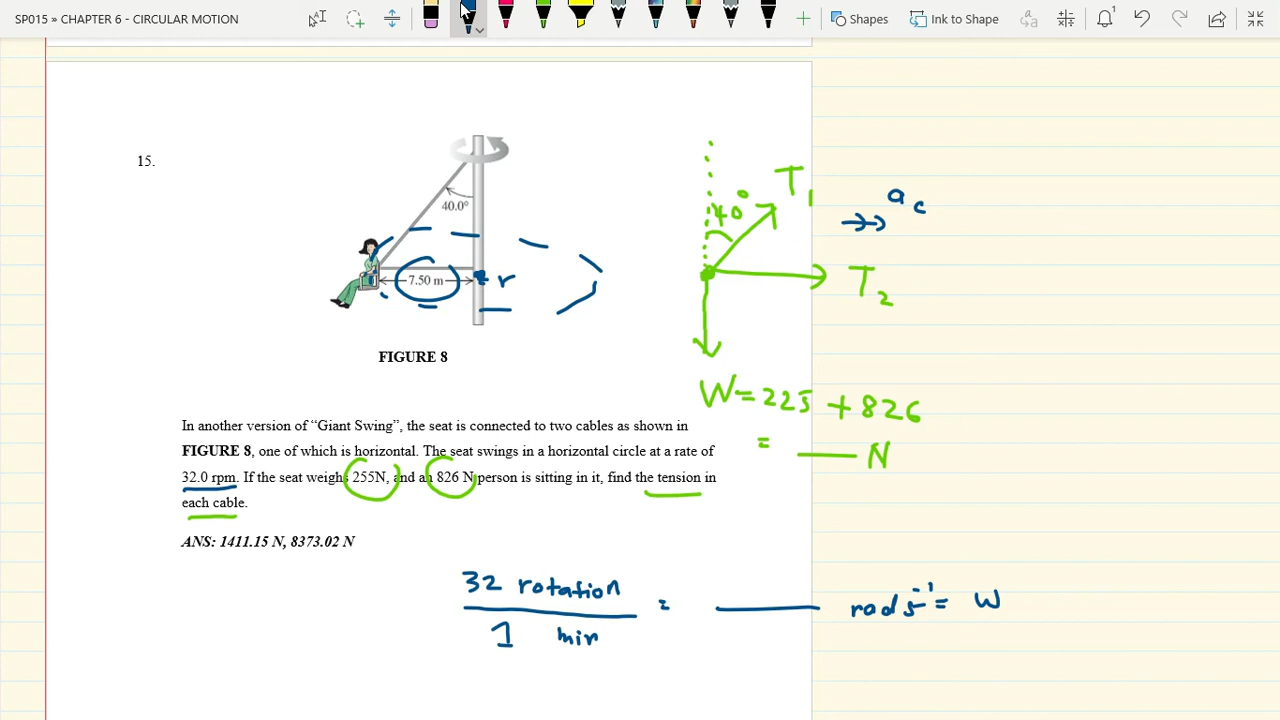 SP015 » CHAPTER 6 - CIRCULAR MOTION
Shapes
Ink to Shape
15.
40.0°
7.50 m
r
FIGURE 8
40°
T1
ac
T2
W = 225 + 826
= ___ N
In another version of “Giant Swing”, the seat is connected to two cables as shown in
FIGURE 8, one of which is horizontal. The seat swings in a horizontal circle at a rate of
32.0 rpm. If the seat weighs 255N, and an 826 N person is sitting in it, find the tension in
each cable.
ANS: 1411.15 N, 8373.02 N
32 rotation
1 min
= ___ rad s⁻¹ = W